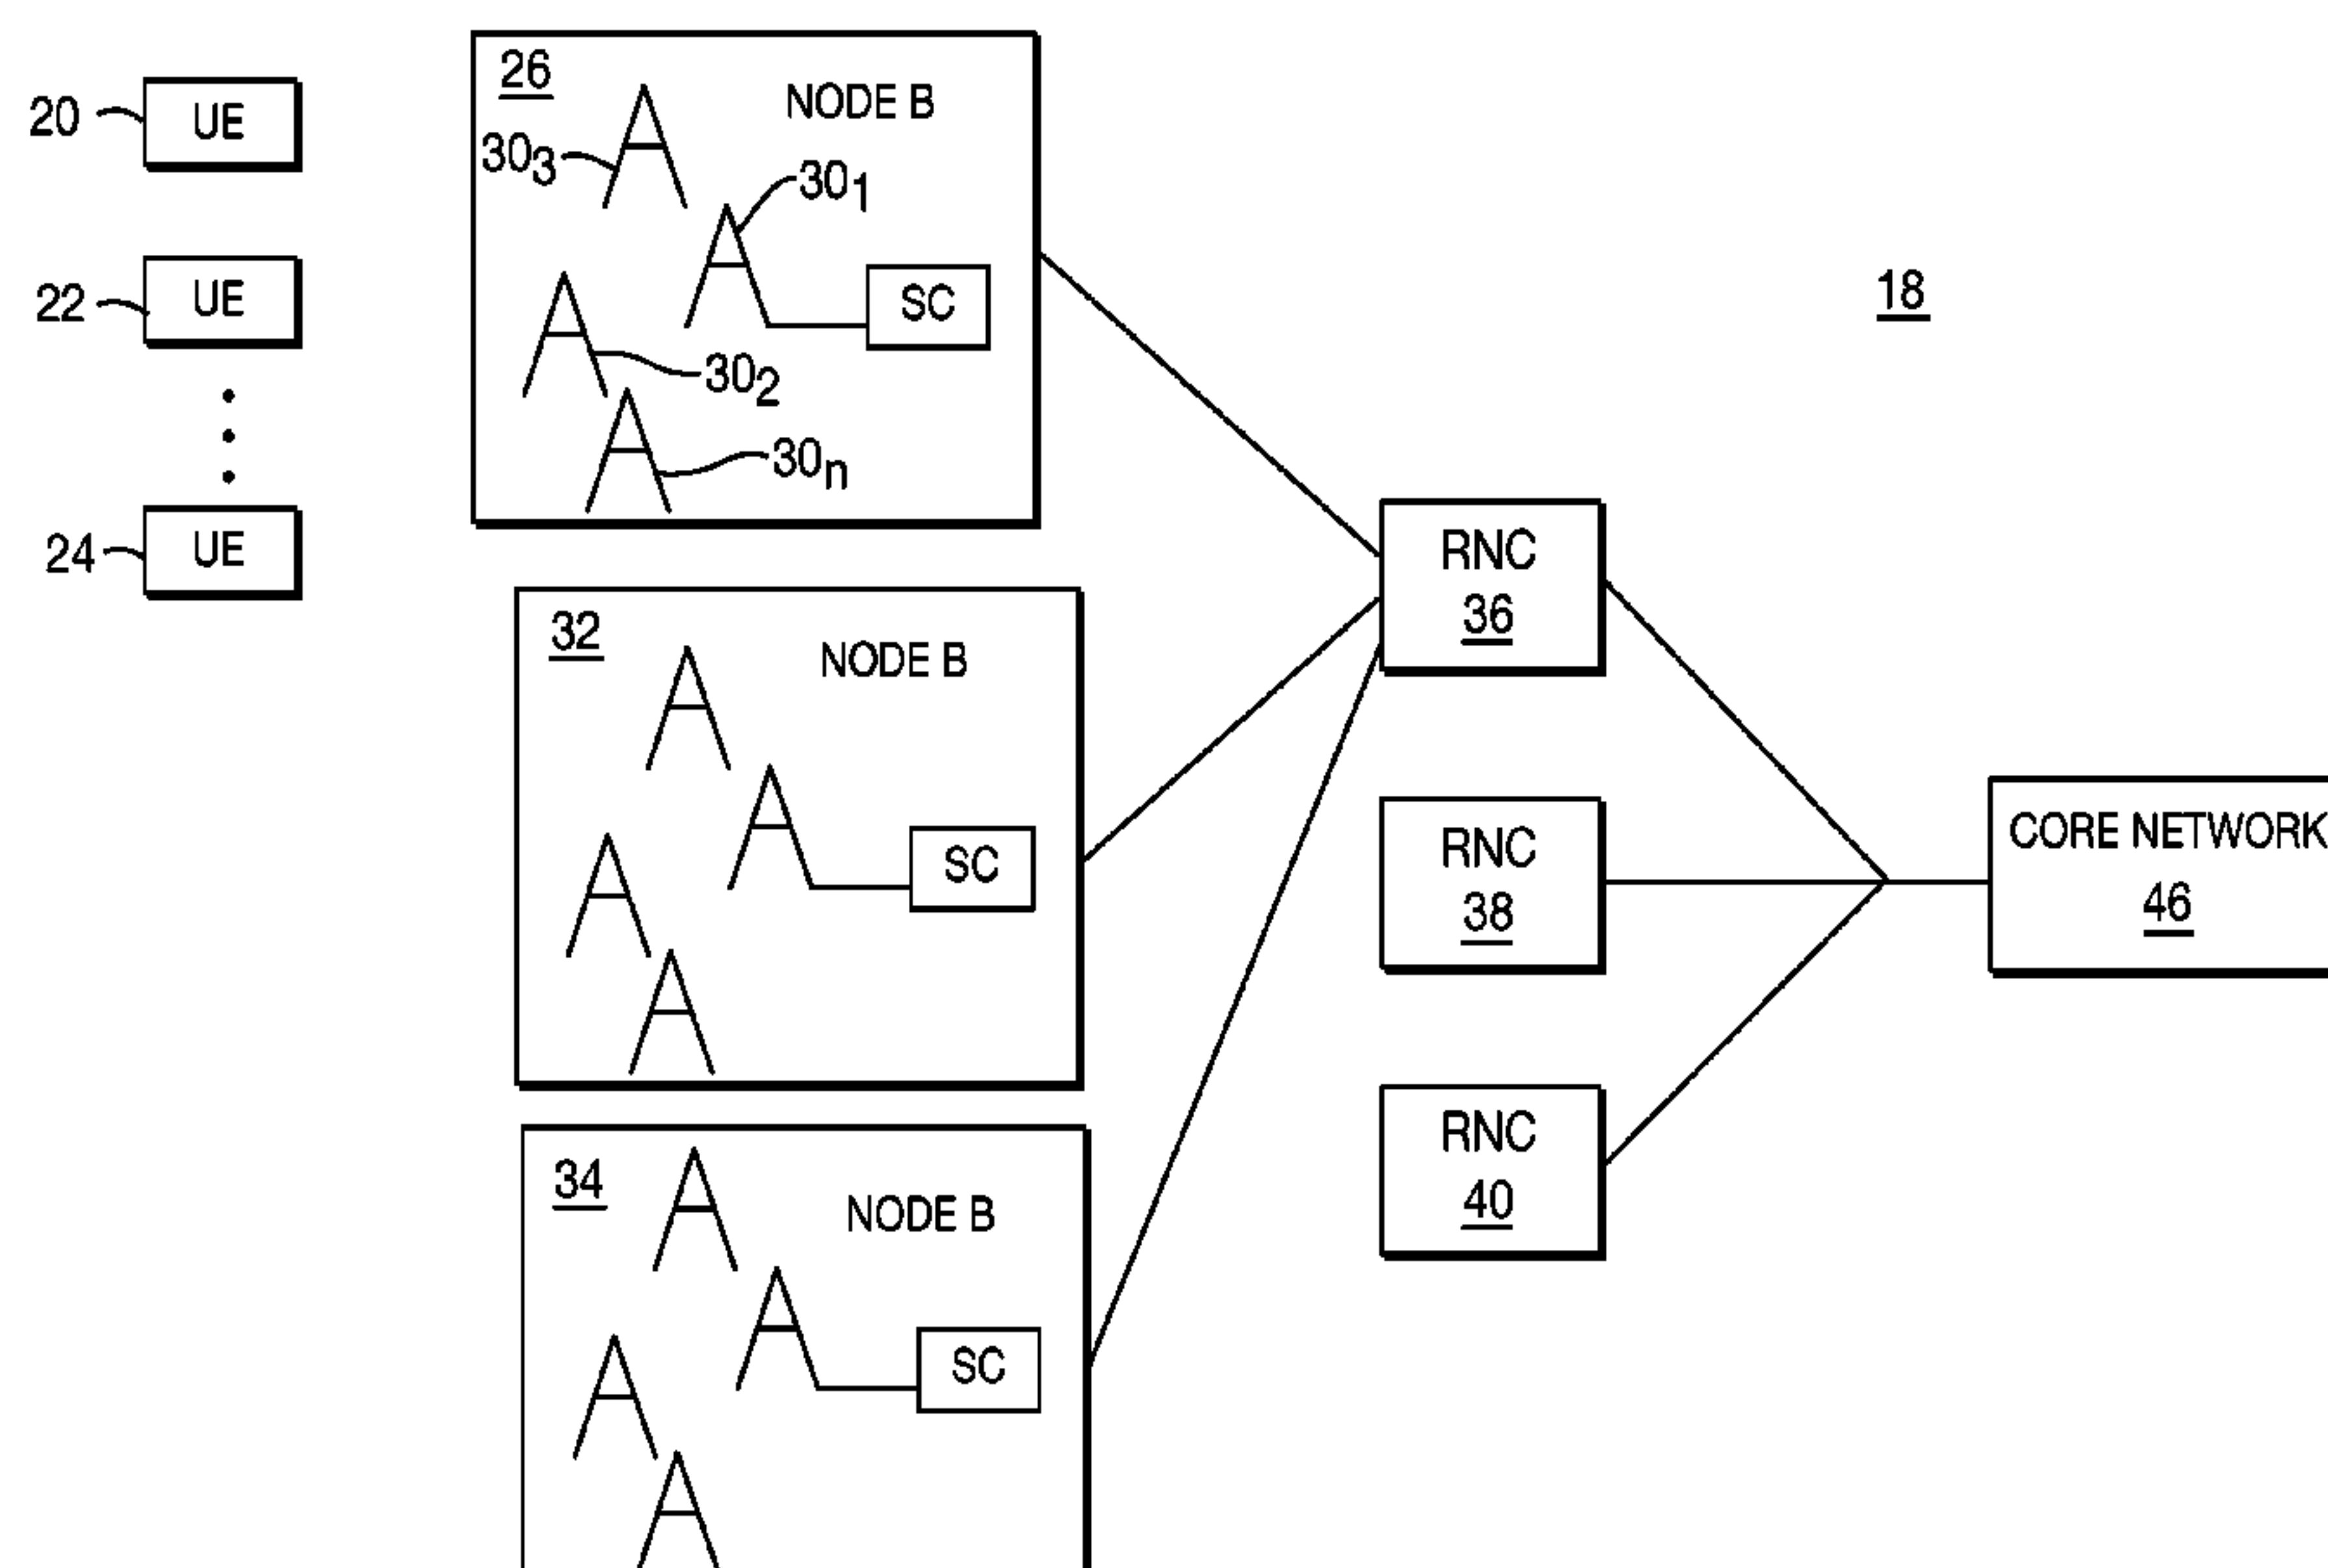 20
UE
22
UE
24
UE
26
NODE B
30₃
30₁
SC
30₂
30ₙ
32
NODE B
SC
34
NODE B
SC
18
RNC
36
RNC
38
RNC
40
CORE NETWORK
46